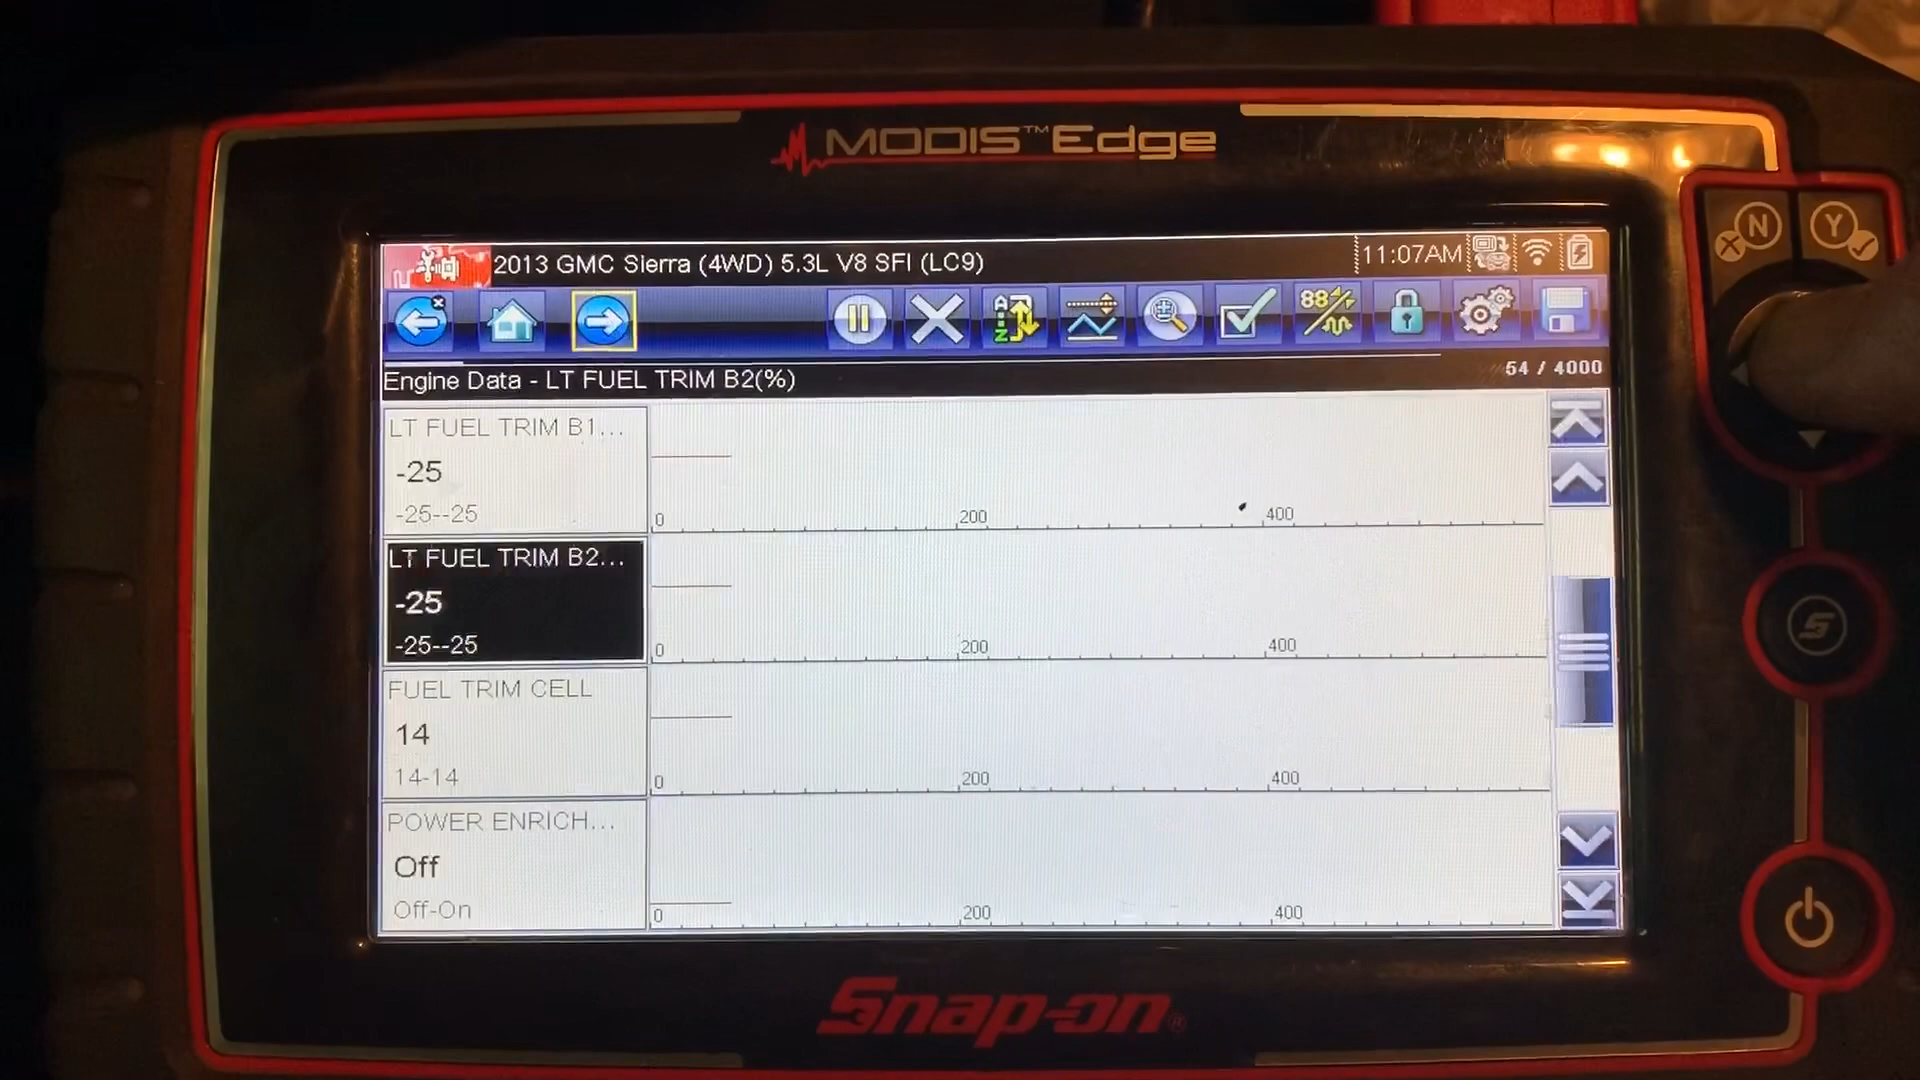 MODIS™ Edge
N Y
2013 GMC Sierra (4WD) 5.3L V8 SFI (LC9)
11:07AM
Engine Data - LT FUEL TRIM B2(%)
54 / 4000
LT FUEL TRIM B1...
-25
-25--25
0 200 400
LT FUEL TRIM B2...
-25
-25--25
0 200 400
FUEL TRIM CELL
14
14-14
0 200 400
POWER ENRICH...
Off
Off-On
0 200 400
Snap-on®